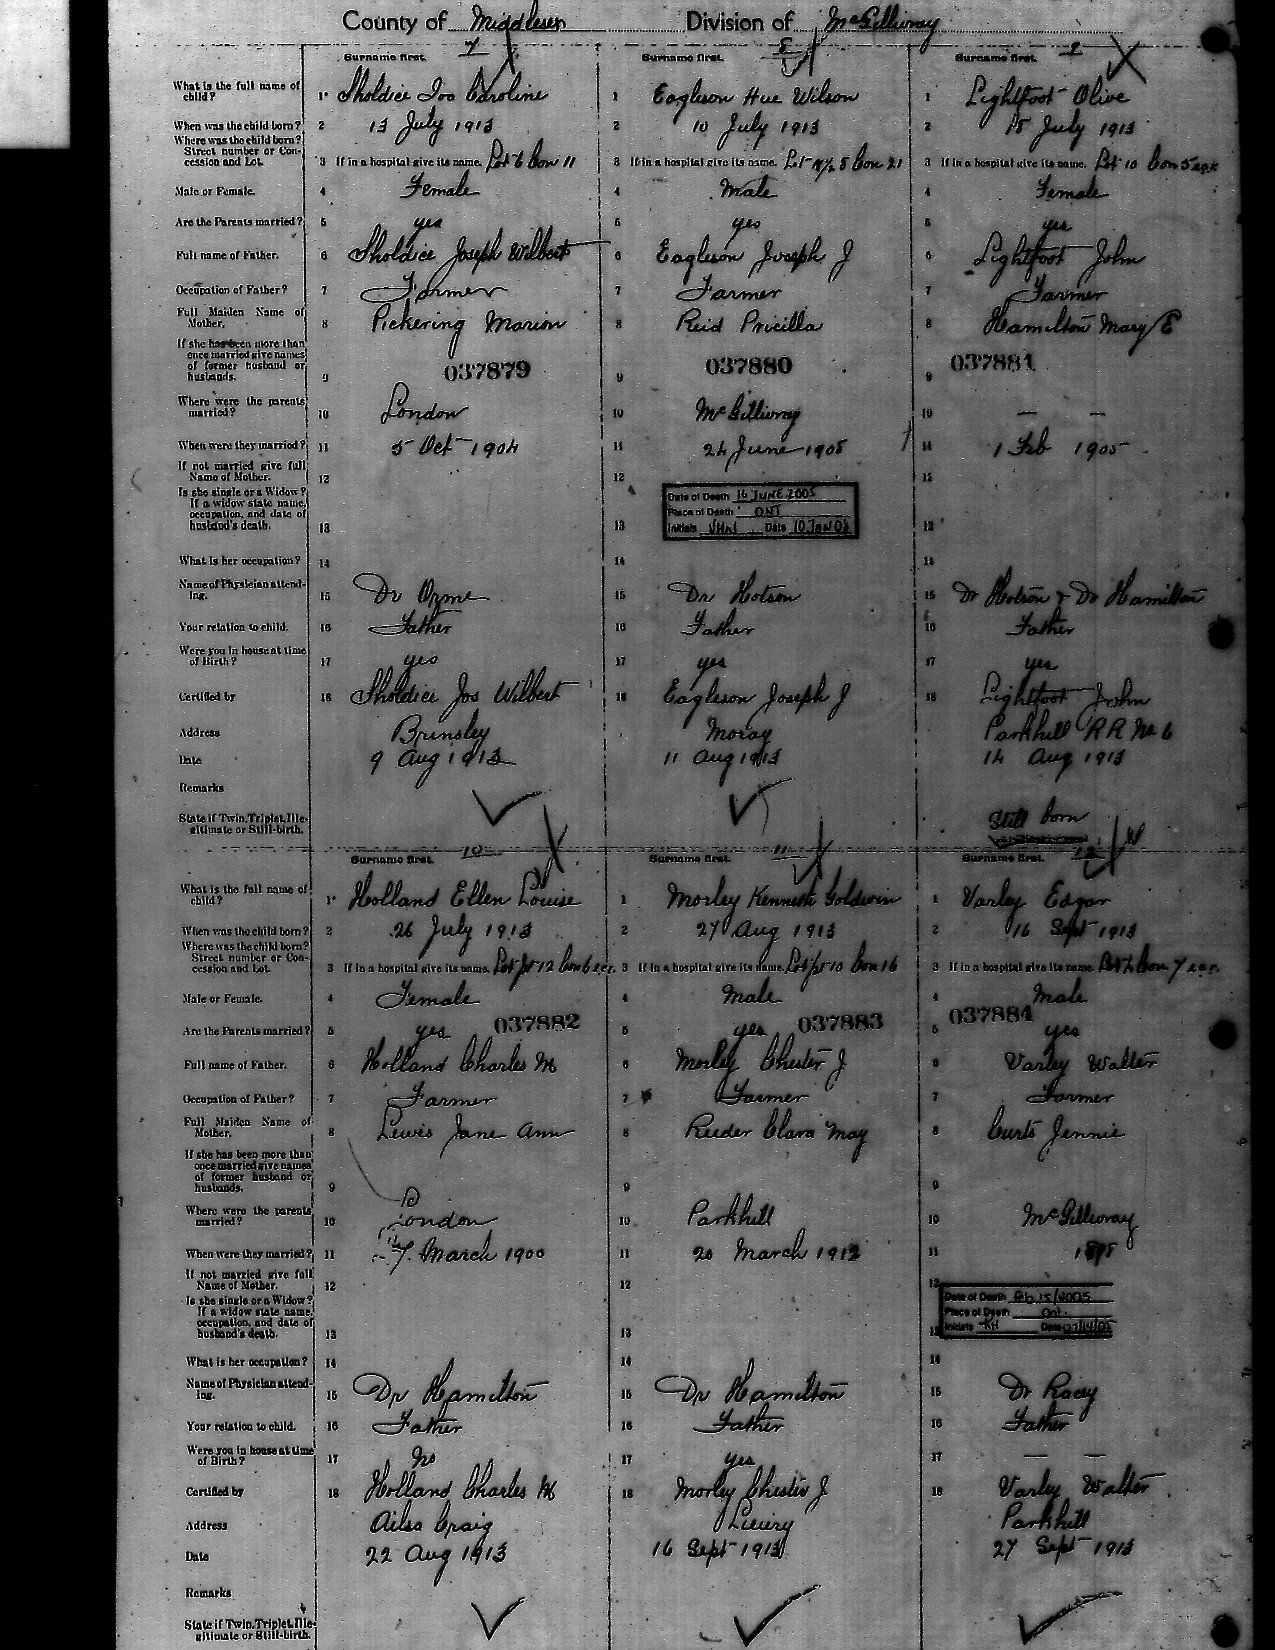 County of Middlesex Division of McGillivray
7 8 9
Surname first. Surname first. Surname first.
What is the full name of child? 1 Sholdice Iva Caroline 1 Eagleson Hue Wilson 1 Lightfoot Olive
When was the child born? 2 13 July 1913 2 10 July 1913 2 15 July 1913
Where was the child born? Street number or Concession and Lot. 3 If in a hospital give its name. Lot 6 Con 11 3 If in a hospital give its name. Lot N½ 8 Con 21 3 If in a hospital give its name. Lot 10 Con 5 ecr
Male or Female. 4 Female 4 Male 4 Female
Are the Parents married? 5 yes 5 yes 5 yes
Full name of Father. 6 Sholdice Joseph Wilbert 6 Eagleson Joseph J 6 Lightfoot John
Occupation of Father? 7 Farmer 7 Farmer 7 Farmer
Full Maiden Name of Mother. 8 Pickering Marion 8 Reid Pricilla 8 Hamilton Mary E
If she has been more than once married give names of former husband or husbands. 9 037879 9 037880 9 037881
Where were the parents married? 10 London 10 McGillivray 10 — —
When were they married? 11 5 Oct 1904 11 24 June 1908 11 1 Feb 1905
If not married give full Name of Mother. 12 12 12
Is she single or a Widow? If a widow state name, occupation, and date of husband's death. 13 13 13
Date of Death 16 JUNE 2005
Place of Death ONT
Initials Date 10 JAN 06
What is her occupation? 14 14 14
Name of Physician attending. 15 Dr Orme 15 Dr Hotson 15 Dr Hotson & Dr Hamilton
Your relation to child. 16 Father 16 Father 16 Father
Were you in house at time of Birth? 17 yes 17 yes 17 yes
Certified by 18 Sholdice Jos Wilbert 18 Eagleson Joseph J 18 Lightfoot John
Address Brinsley Moray Parkhill RR No 6
Date 9 Aug 1913 11 Aug 1913 14 Aug 1913
Remarks
State if Twin, Triplet, Illegitimate or Still-birth. Still born
10 11 12
Surname first. Surname first. Surname first.
What is the full name of child? 1 Holland Ellen Louise 1 Morley Kenneth Goldwin 1 Varley Edgar
When was the child born? 2 26 July 1913 2 27 Aug 1913 2 16 Sept 1913
Where was the child born? Street number or Concession and Lot. 3 If in a hospital give its name. Lot pt 12 Con 6 ecr. 3 If in a hospital give its name. Lot pt 10 Con 16 3 If in a hospital give its name. Lot Con 7 ecr.
Male or Female. 4 Female 4 Male 4 Male
037882 037883 037884
Are the Parents married? 5 yes 5 yes 5 yes
Full name of Father. 6 Holland Charles M 6 Morley Chester J 6 Varley Walter
Occupation of Father? 7 Farmer 7 Farmer 7 Farmer
Full Maiden Name of Mother. 8 Lewis Jane Ann 8 Reeder Clara May 8 Curts Jennie
If she has been more than once married give names of former husband or husbands. 9 9 9
Where were the parents married? 10 London 10 Parkhill 10 McGillivray
When were they married? 11 7 March 1900 11 20 March 1912 11 1898
If not married give full Name of Mother. 12 12 12
Is she single or a Widow? If a widow state name, occupation, and date of husband's death. 13 13 13
Date of Death Feb 15/2005
Place of Death Ont.
Initials KH Date
What is her occupation? 14 14 14
Name of Physician attending. 15 Dr Hamilton 15 Dr Hamilton 15 Dr Racey
Your relation to child. 16 Father 16 Father 16 Father
Were you in house at time of Birth? 17 No 17 yes 17 — —
Certified by 18 Holland Charles M 18 Morley Chester J 18 Varley Walter
Address Ailsa Craig Lieury Parkhill
Date 22 Aug 1913 16 Sept 1913 27 Sept 1913
Remarks
State if Twin, Triplet, Illegitimate or Still-birth.